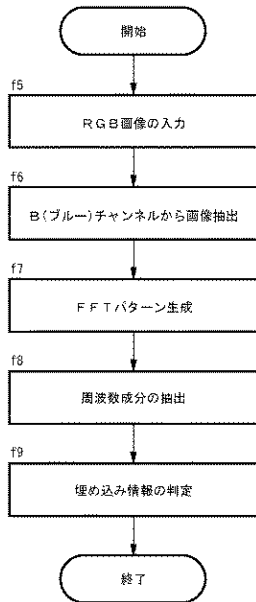 開始
f5
RGB画像の入力
f6
B(ブルー)チャンネルから画像抽出
f7
FFTパターン生成
f8
周波数成分の抽出
f9
埋め込み情報の判定
終了